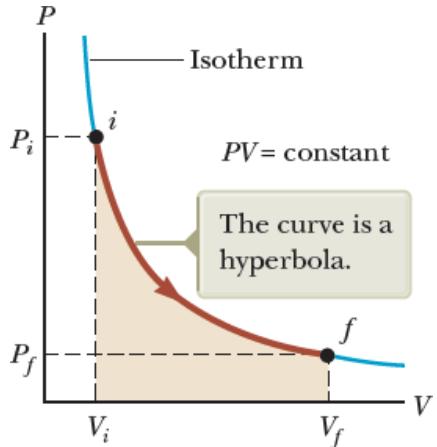 P
Isotherm
P_i
i
PV = constant
The curve is a
hyperbola.
f
P_f
V
V_i
V_f